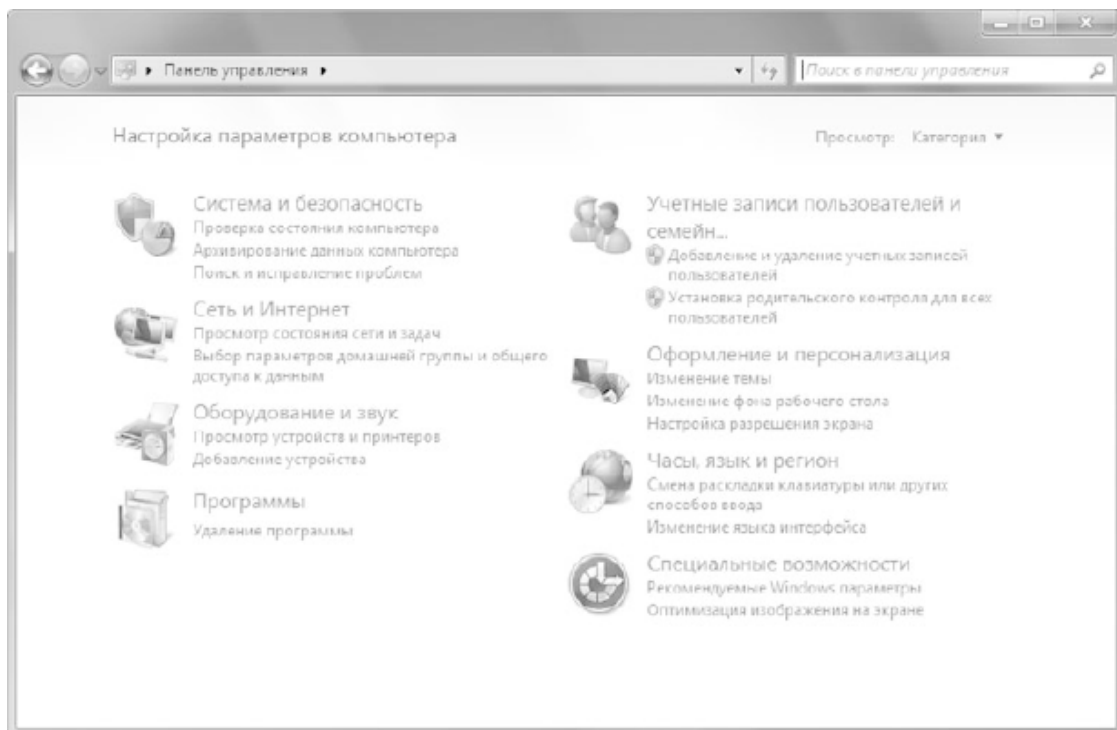 Панель управления
Поиск в панели управления
Настройка параметров компьютера
Просмотр: Категория
Система и безопасность
Проверка состояния компьютера
Архивирование данных компьютера
Поиск и исправление проблем
Сеть и Интернет
Просмотр состояния сети и задач
Выбор параметров домашней группы и общего
доступа к данным
Оборудование и звук
Просмотр устройств и принтеров
Добавление устройства
Программы
Удаление программы
Учетные записи пользователей и
семейн...
Добавление и удаление учетных записей
пользователей
Установка родительского контроля для всех
пользователей
Оформление и персонализация
Изменение темы
Изменение фона рабочего стола
Настройка разрешения экрана
Часы, язык и регион
Смена раскладки клавиатуры или других
способов ввода
Изменение языка интерфейса
Специальные возможности
Рекомендуемые Windows параметры
Оптимизация изображения на экране